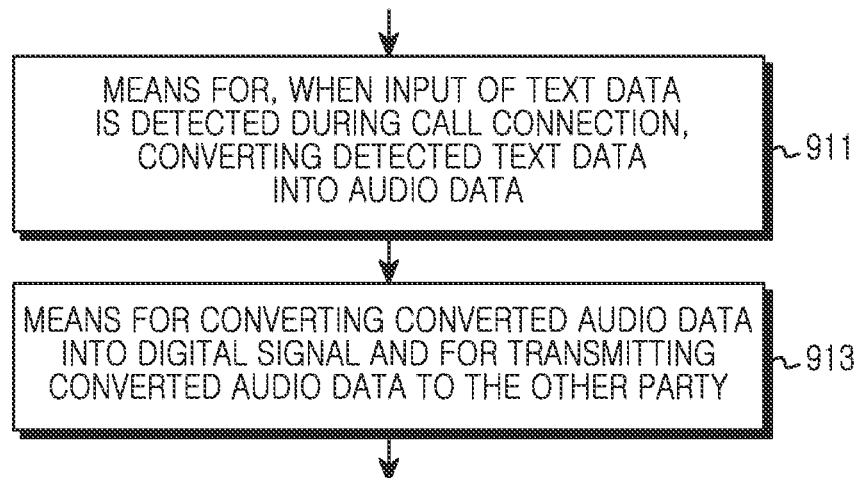 MEANS FOR, WHEN INPUT OF TEXT DATA
IS DETECTED DURING CALL CONNECTION,
CONVERTING DETECTED TEXT DATA
INTO AUDIO DATA
911
MEANS FOR CONVERTING CONVERTED AUDIO DATA
INTO DIGITAL SIGNAL AND FOR TRANSMITTING
CONVERTED AUDIO DATA TO THE OTHER PARTY
913